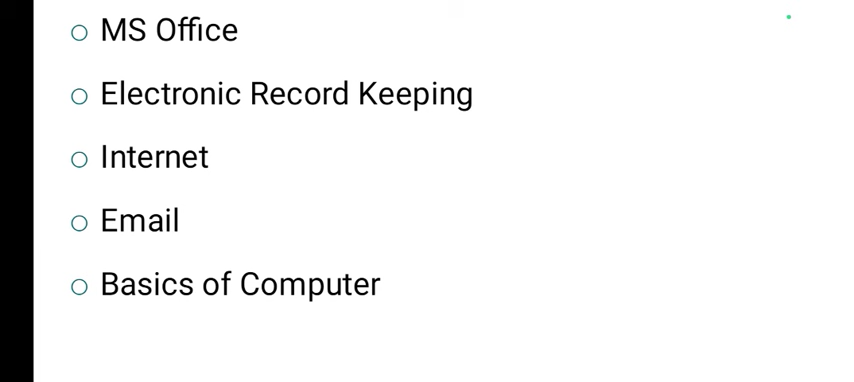 MS Office
Electronic Record Keeping
Internet
Email
Basics of Computer